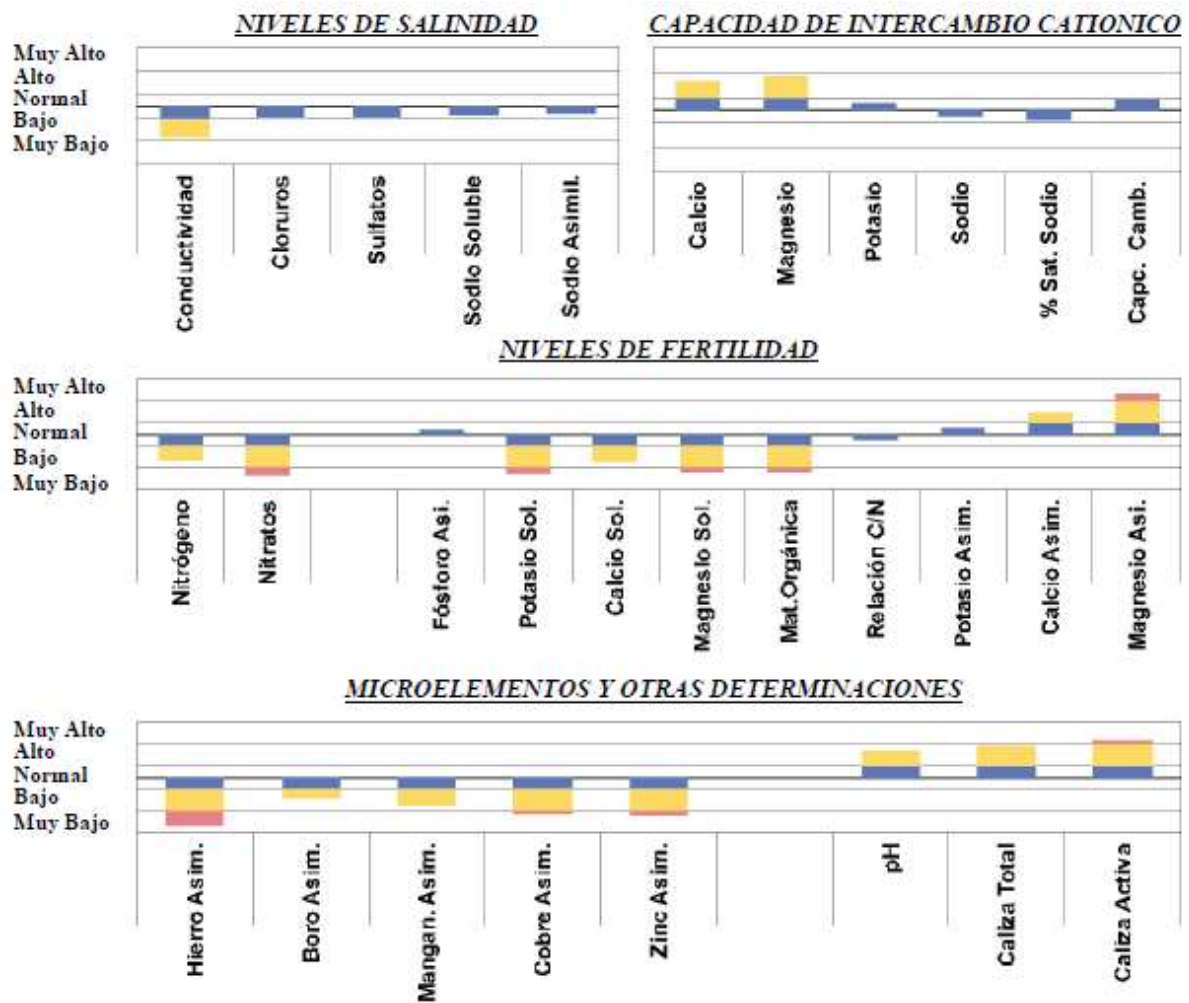 NIVELES DE SALINIDAD
CAPACIDAD DE INTERCAMBIO CATIONICO
Muy Alto
Alto
Normal
Bajo
Muy Bajo
Conductividad
Cloruros
Sulfatos
Sodio Soluble
Sodio Asimil.
Calcio
Magnesio
Potasio
Sodio
% Sat. Sodio
Capc. Camb.
NIVELES DE FERTILIDAD
Muy Alto
Alto
Normal
Bajo
Muy Bajo
Nitrógeno
Nitratos
Fósforo Asi.
Potasio Sol.
Calcio Sol.
Magnesio Sol.
Mat.Orgánica
Relación C/N
Potasio Asim.
Calcio Asim.
Magnesio Asi.
MICROELEMENTOS Y OTRAS DETERMINACIONES
Muy Alto
Alto
Normal
Bajo
Muy Bajo
Hierro Asim.
Boro Asim.
Mangan. Asim.
Cobre Asim.
Zinc Asim.
pH
Caliza Total
Caliza Activa